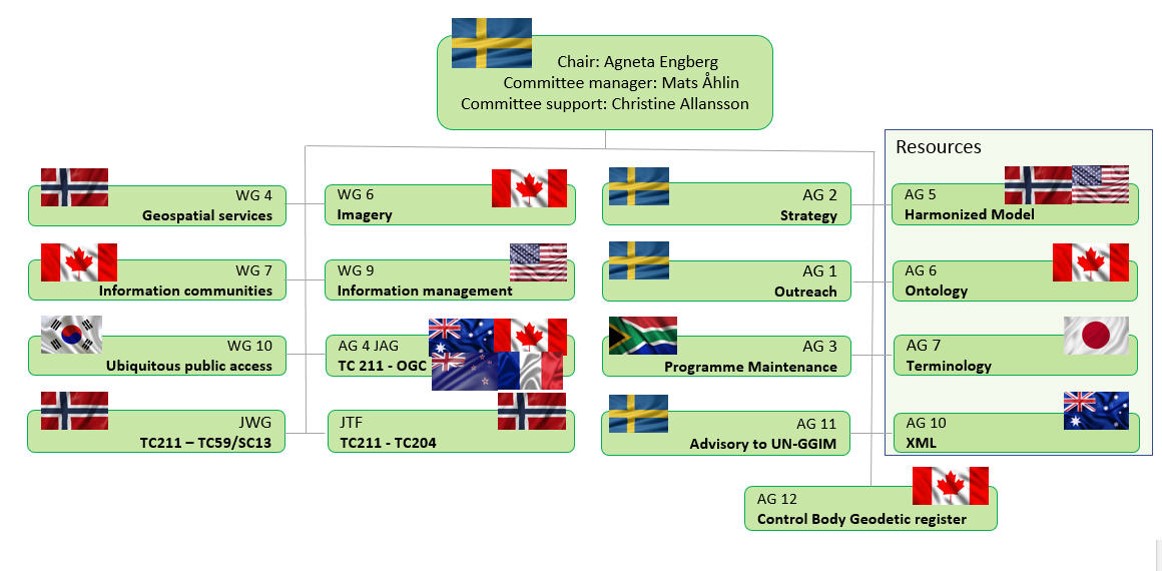 Chair: Agneta Engberg
Committee manager: Mats Åhlin
Committee support: Christine Allansson
Resources
WG 4
Geospatial services
WG 6
Imagery
AG 2
Strategy
AG 5
Harmonized Model
WG 7
Information communities
WG 9
Information management
AG 1
Outreach
AG 6
Ontology
WG 10
Ubiquitous public access
AG 4 JAG
TC 211 - OGC
AG 3
Programme Maintenance
AG 7
Terminology
JWG
TC211 – TC59/SC13
JTF
TC211 - TC204
AG 11
Advisory to UN-GGIM
AG 10
XML
AG 12
Control Body Geodetic register